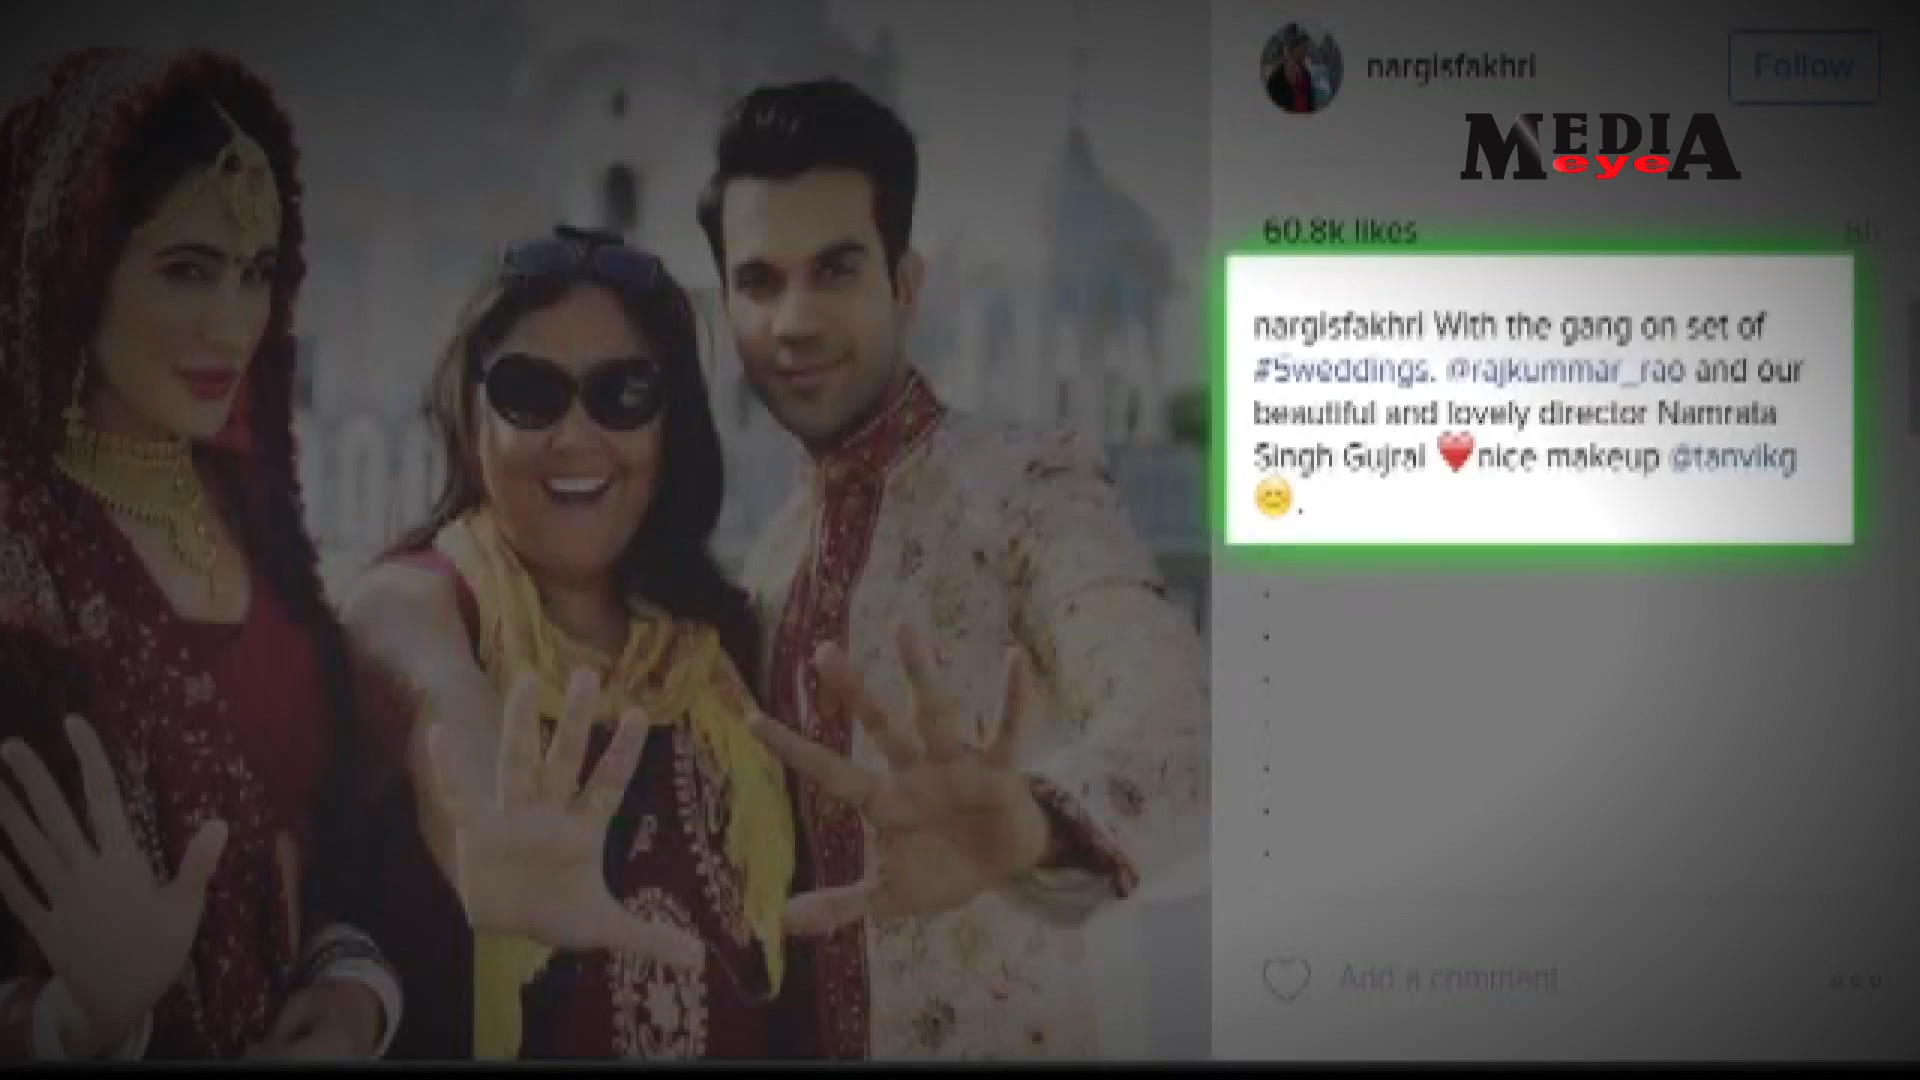 nargisfakhri
Follow
MEDIA
eye
60.8k likes
nargisfakhri With the gang on set of
#5weddings. @rajkummar_rao and our
beautiful and lovely director Namrata
Singh Gujral ❤️nice makeup @tanvikg
😊.
.
.
.
.
.
.
.
Add a comment